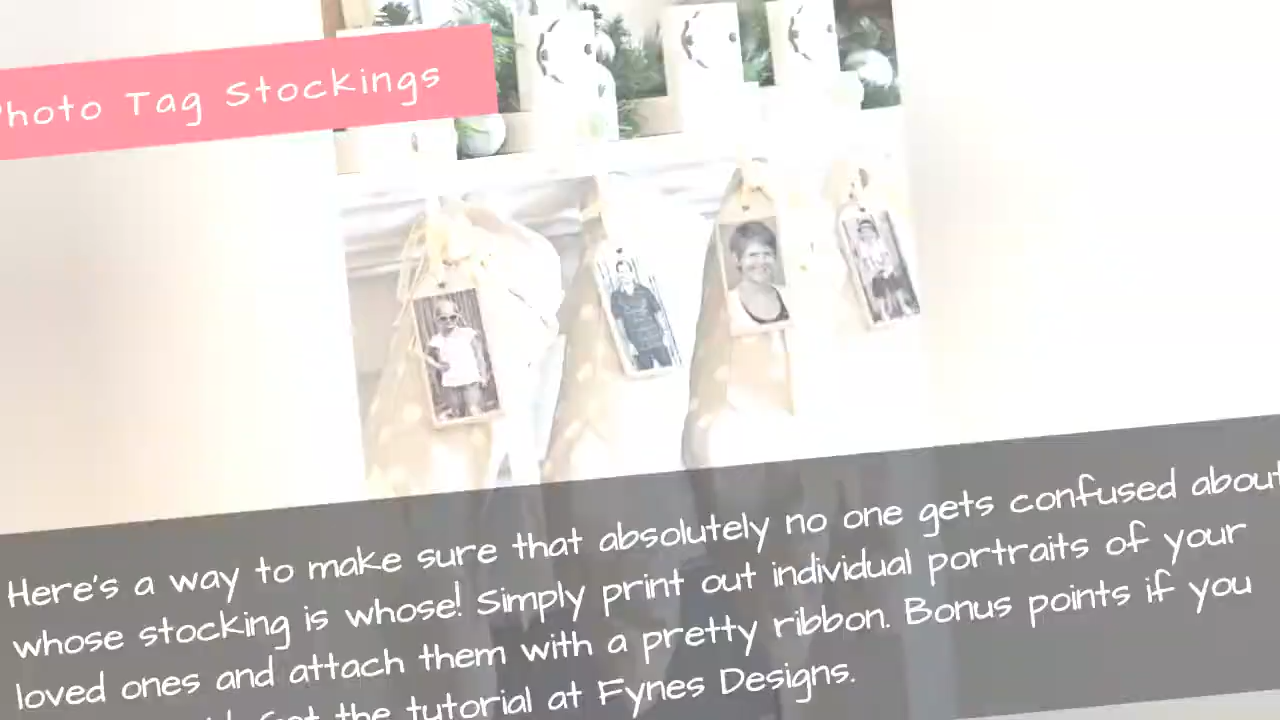 Photo Tag Stockings
Here's a way to make sure that absolutely no one gets confused about
whose stocking is whose! Simply print out individual portraits of your
loved ones and attach them with a pretty ribbon. Bonus points if you
Get the tutorial at Fynes Designs.